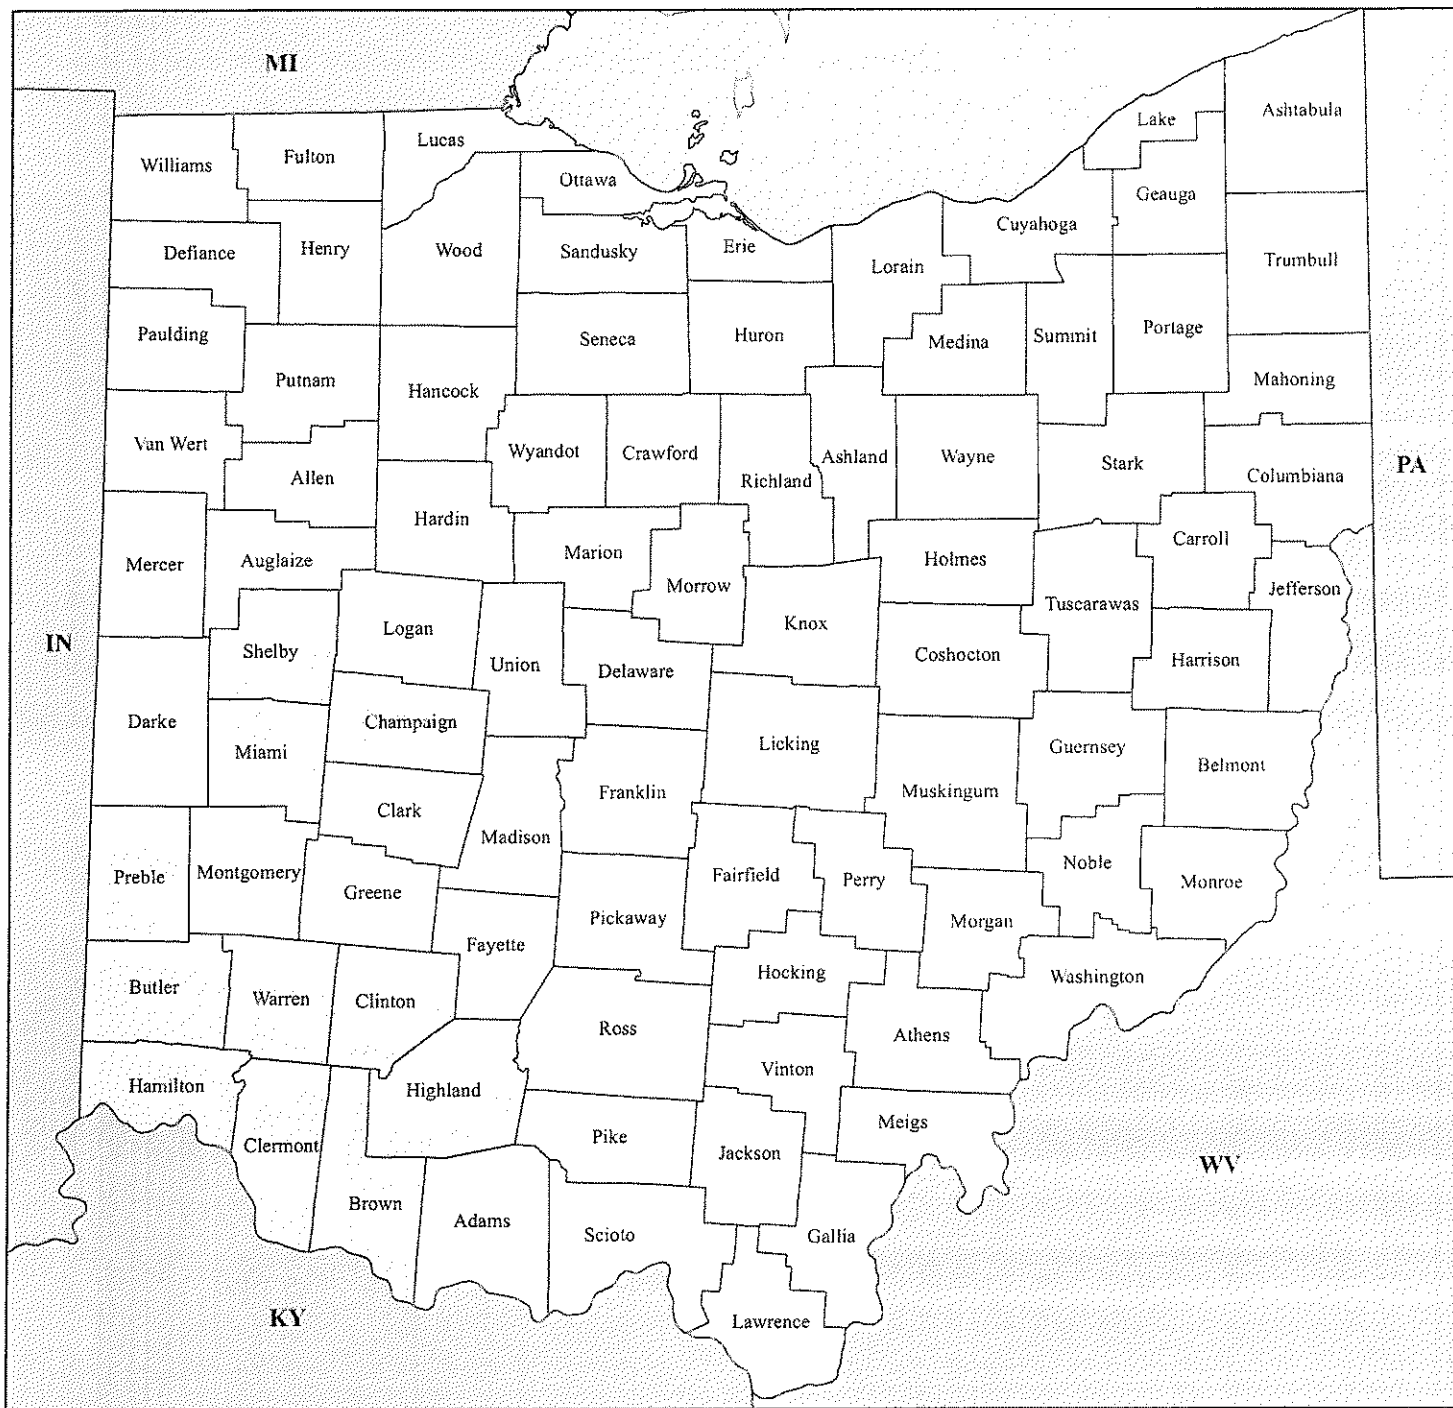 MI
Ashtabula
Lake
Lucas
Fulton
Williams
Ottawa
Geauga
Cuyahoga
Erie
Henry
Wood
Sandusky
Defiance
Trumbull
Lorain
Paulding
Seneca
Huron
Medina
Summit
Portage
Putnam
Hancock
Mahoning
Van Wert
Wyandot
Crawford
Ashland
Wayne
Stark
PA
Allen
Richland
Columbiana
Hardin
Marion
Carroll
Mercer
Auglaize
Holmes
Morrow
Jefferson
Tuscarawas
IN
Logan
Knox
Shelby
Union
Delaware
Coshocton
Harrison
Darke
Champaign
Licking
Guernsey
Miami
Belmont
Franklin
Muskingum
Clark
Madison
Noble
Preble
Montgomery
Greene
Fairfield
Perry
Monroe
Pickaway
Morgan
Fayette
Hocking
Washington
Butler
Warren
Clinton
Ross
Athens
Vinton
Hamilton
Highland
Meigs
Clermont
Pike
Jackson
WV
Brown
Adams
Scioto
Gallia
KY
Lawrence